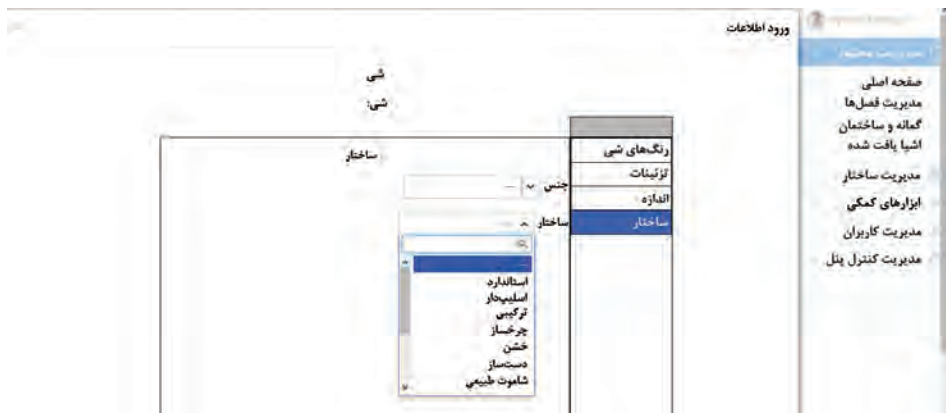 ورود اطلاعات
صفحه اصلی
مدیریت فصل‌ها
گمانه و ساختمان
اشیا یافت شده
مدیریت ساختار
ابزارهای کمکی
مدیریت کاربران
مدیریت کنترل پنل
شی
شی:
رنگ‌های شی
تزئینات
اندازه
ساختار
ساختار
جنس
ساختار
استاندارد
اسلیپ‌دار
ترکیبی
چرخساز
خشن
دست‌ساز
شاموت طبیعی